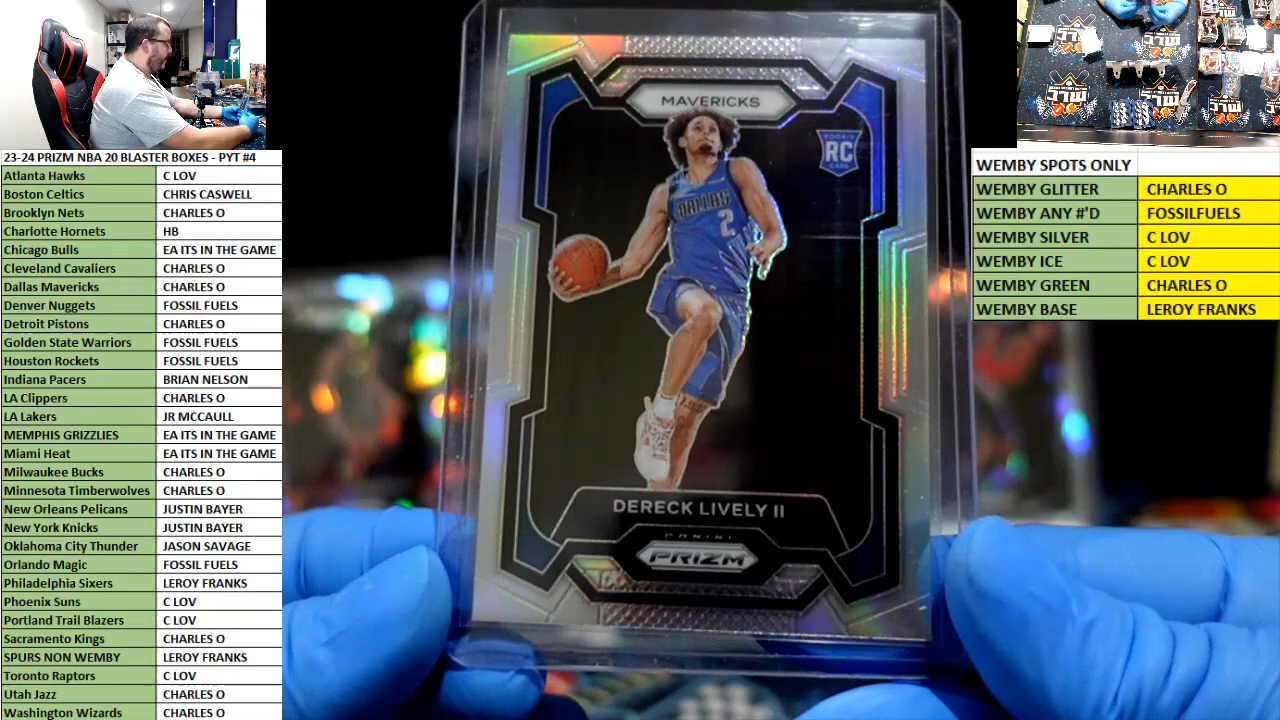 23-24 PRIZM NBA 20 BLASTER BOXES - PYT #4
Atlanta Hawks C LOV
Boston Celtics CHRIS CASWELL
Brooklyn Nets CHARLES O
Charlotte Hornets HB
Chicago Bulls EA ITS IN THE GAME
Cleveland Cavaliers CHARLES O
Dallas Mavericks CHARLES O
Denver Nuggets FOSSIL FUELS
Detroit Pistons CHARLES O
Golden State Warriors FOSSIL FUELS
Houston Rockets FOSSIL FUELS
Indiana Pacers BRIAN NELSON
LA Clippers CHARLES O
LA Lakers JR MCCAULL
MEMPHIS GRIZZLIES EA ITS IN THE GAME
Miami Heat EA ITS IN THE GAME
Milwaukee Bucks CHARLES O
Minnesota Timberwolves CHARLES O
New Orleans Pelicans JUSTIN BAYER
New York Knicks JUSTIN BAYER
Oklahoma City Thunder JASON SAVAGE
Orlando Magic FOSSIL FUELS
Philadelphia Sixers LEROY FRANKS
Phoenix Suns C LOV
Portland Trail Blazers C LOV
Sacramento Kings CHARLES O
SPURS NON WEMBY LEROY FRANKS
Toronto Raptors C LOV
Utah Jazz CHARLES O
Washington Wizards CHARLES O
MAVERICKS
ROOKIE
RC
CARD
DALLAS
2
DERECK LIVELY II
PANINI
PRIZM
WEMBY SPOTS ONLY
WEMBY GLITTER CHARLES O
WEMBY ANY #'D FOSSILFUELS
WEMBY SILVER C LOV
WEMBY ICE C LOV
WEMBY GREEN CHARLES O
WEMBY BASE LEROY FRANKS